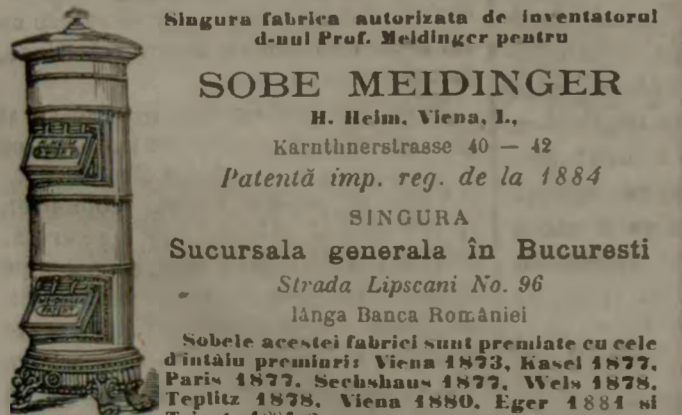 Singura fabrica autorizata de inventatorul
d-nul Prof. Meidinger pentru
SOBE MEIDINGER
H. Heim, Viena, I.,
Karnthnerstrasse 40 — 42
Patentă imp. reg. de la 1884
SINGURA
Sucursala generala în Bucuresti
Strada Lipscani No. 96
lânga Banca României
Sobele acestei fabrici sunt premiate cu cele
d'intâiu premiuri: Viena 1873, Kasel 1877,
Paris 1877, Sechshaus 1877, Wels 1878,
Teplitz 1878, Viena 1880, Eger 1881 si
MEIDINGER